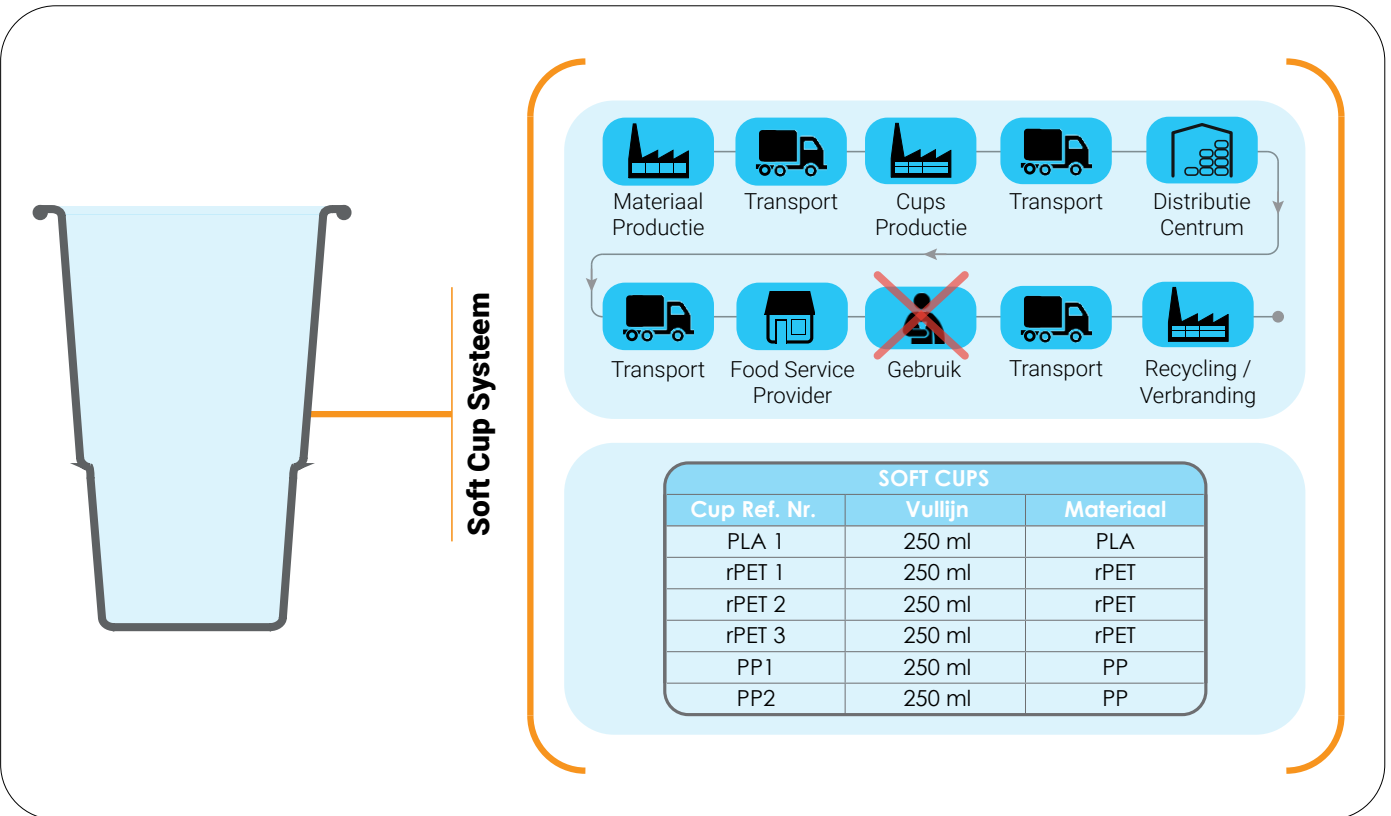 Soft Cup Systeem
Materiaal
Productie
Transport
Cups
Productie
Transport
Distributie
Centrum
Transport
Food Service
Provider
Gebruik
Transport
Recycling /
Verbranding
SOFT CUPS
Cup Ref. Nr. Vullijn Materiaal
PLA 1 250 ml PLA
rPET 1 250 ml rPET
rPET 2 250 ml rPET
rPET 3 250 ml rPET
PP1 250 ml PP
PP2 250 ml PP